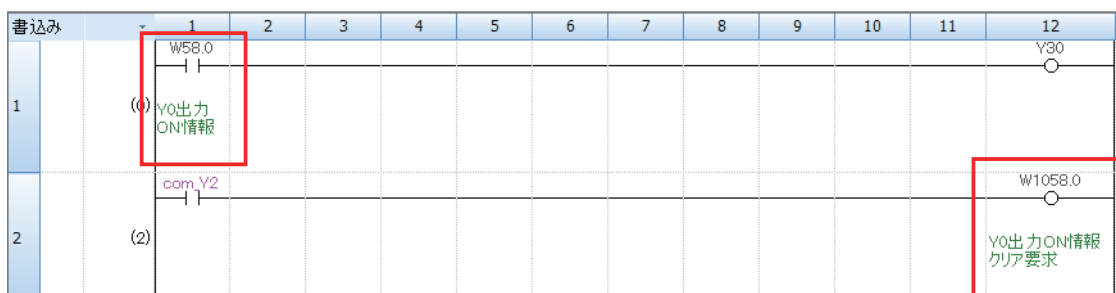 書込み 1 2 3 4 5 6 7 8 9 10 11 12
W58.0 Y30
1 (0) Y0出力
ON情報
com_Y2 W1058.0
2 (2) Y0出力ON情報
クリア要求